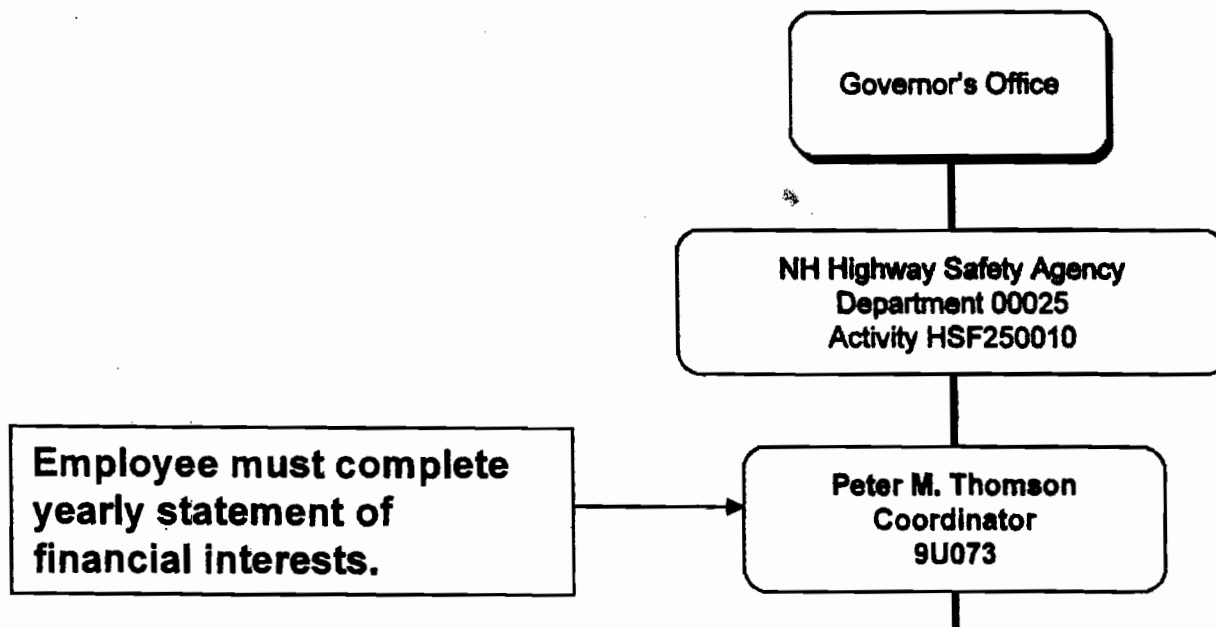 Governor's Office
NH Highway Safety Agency
Department 00025
Activity HSF250010
Employee must complete
yearly statement of
financial interests.
Peter M. Thomson
Coordinator
9U073